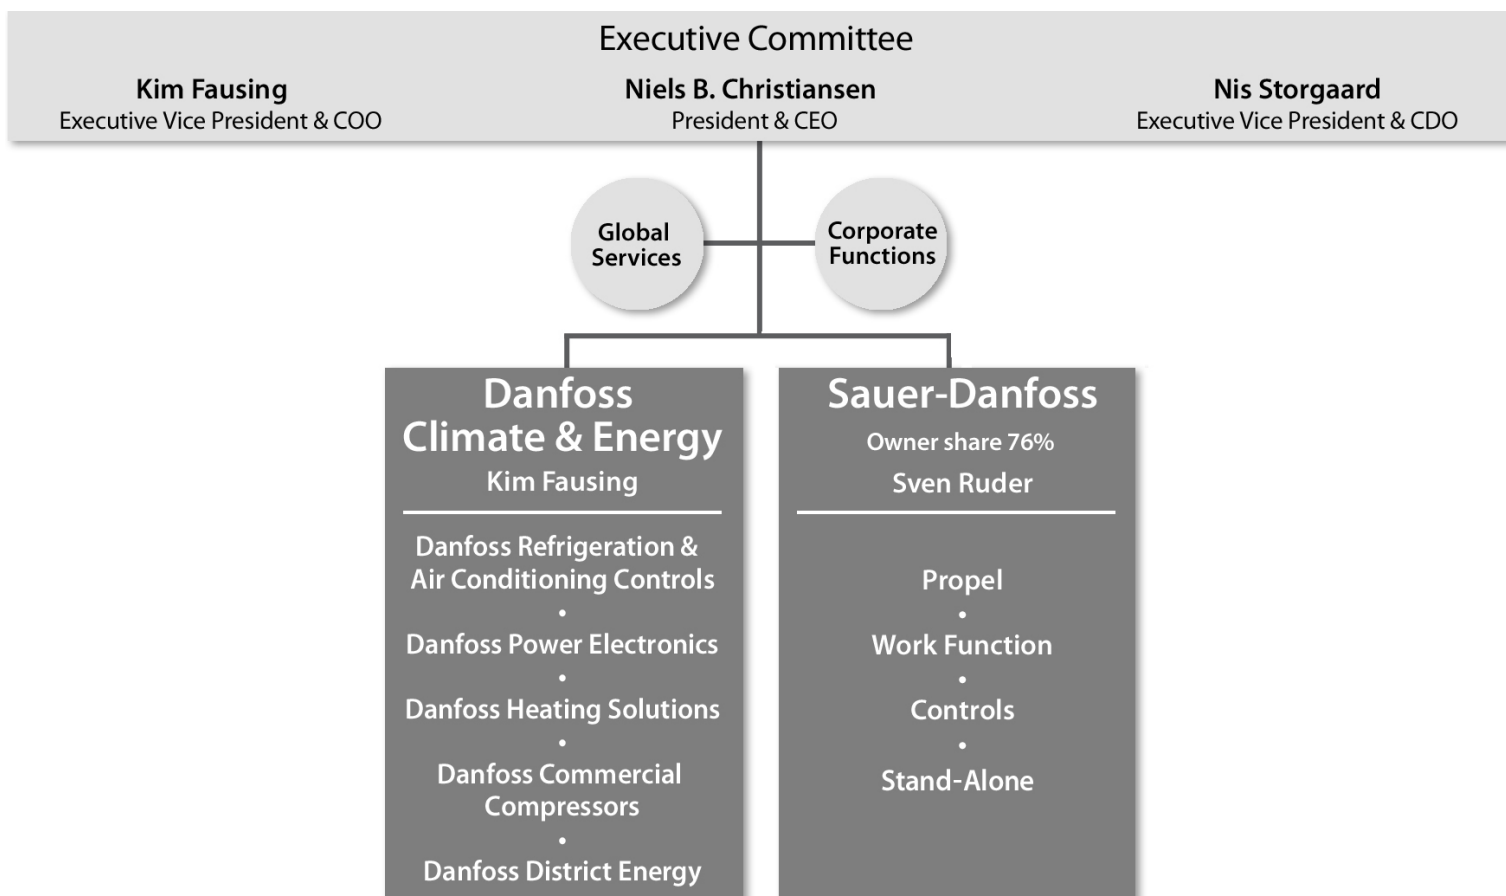 Executive Committee
Kim Fausing
Executive Vice President & COO
Niels B. Christiansen
President & CEO
Nis Storgaard
Executive Vice President & CDO
Global
Services
Corporate
Functions
Danfoss
Climate & Energy
Kim Fausing
Danfoss Refrigeration &
Air Conditioning Controls
•
Danfoss Power Electronics
•
Danfoss Heating Solutions
•
Danfoss Commercial
Compressors
•
Danfoss District Energy
Sauer-Danfoss
Owner share 76%
Sven Ruder
Propel
•
Work Function
•
Controls
•
Stand-Alone